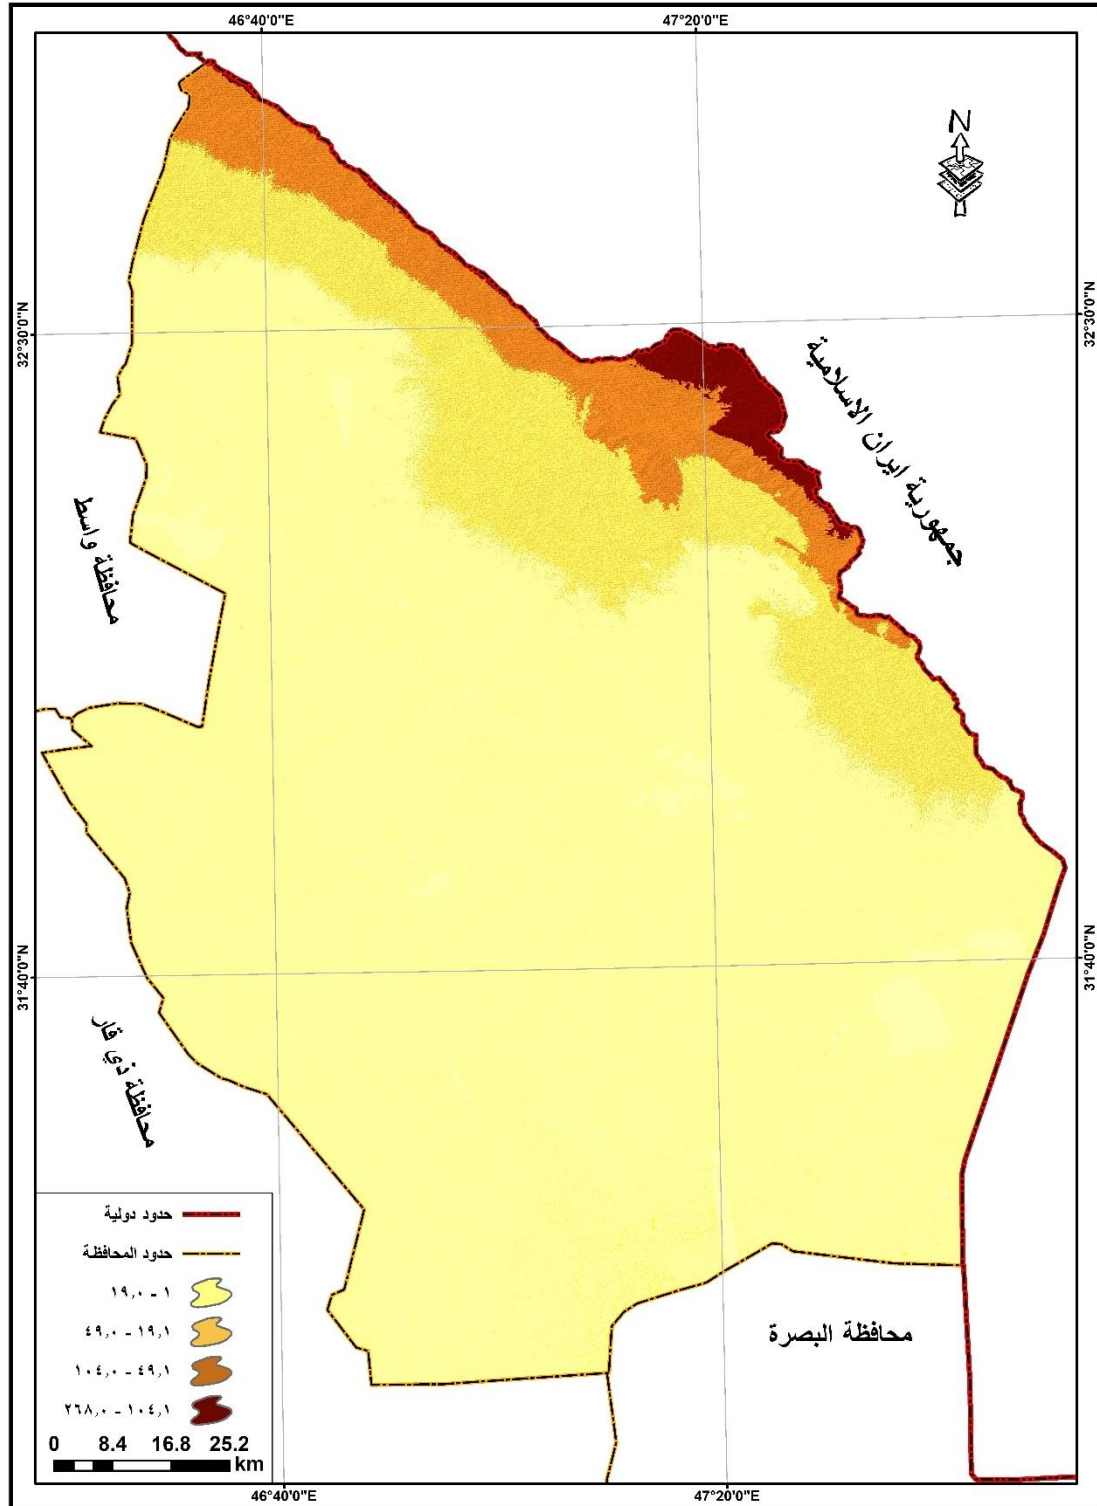 46°40'0"E
47°20'0"E
N
32°30'0"N
32°30'0"N
جمهورية ايران الاسلامية
محافظة واسط
31°40'0"N
31°40'0"N
محافظة ذي قار
حدود دولية
حدود المحافظة
١ - ١٩,٠
١٩,١ - ٤٩,٠
٤٩,١ - ١٠٤,٠
١٠٤,١ - ٢٦٨,٠
محافظة البصرة
0 8.4 16.8 25.2
km
46°40'0"E
47°20'0"E